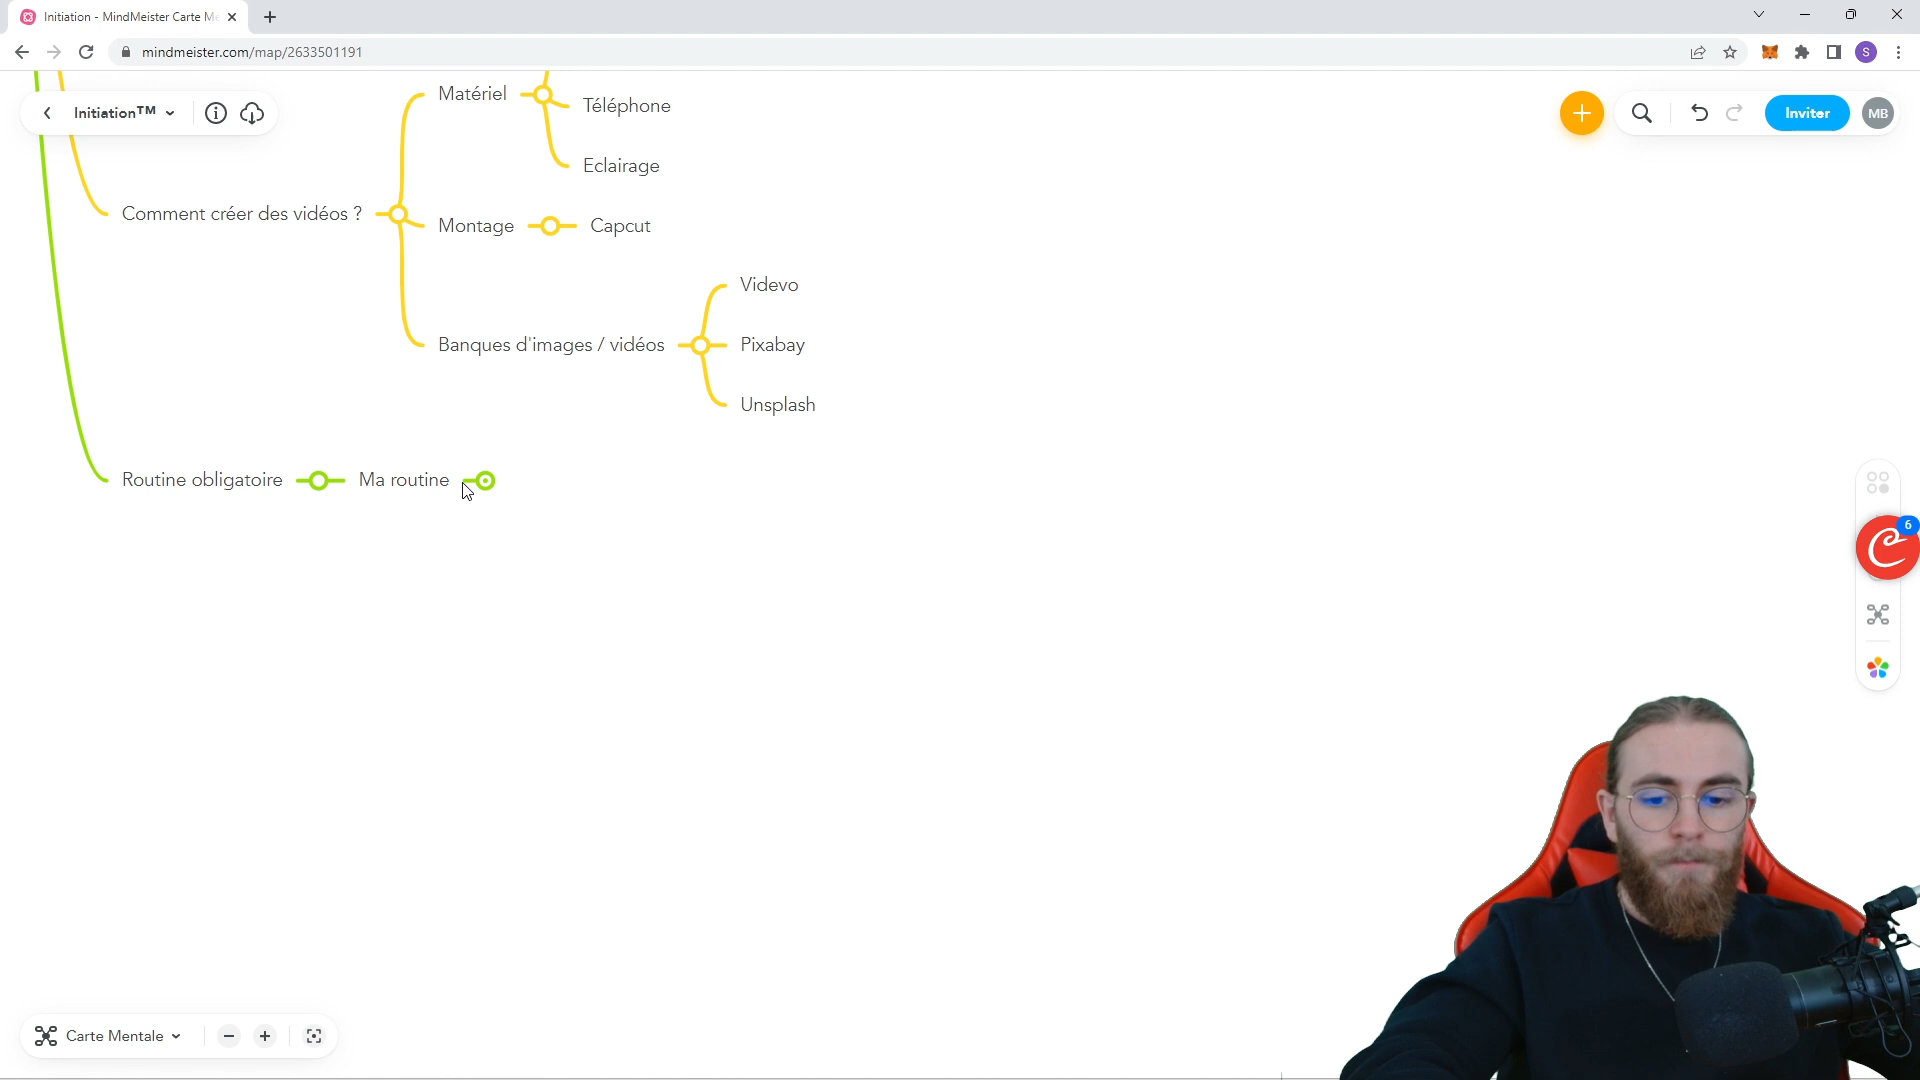 Initiation - MindMeister Carte Me
mindmeister.com/map/2633501191
S
Initiation™
Inviter
MB
Matériel
Téléphone
Eclairage
Comment créer des vidéos ?
Montage
Capcut
Videvo
Banques d'images / vidéos
Pixabay
Unsplash
Routine obligatoire
Ma routine
6
Carte Mentale